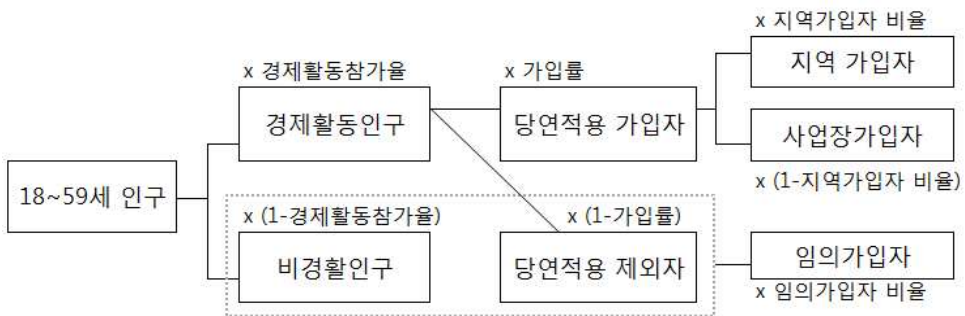 x 지역가입자 비율
지역 가입자
x 경제활동참가율
x 가입률
경제활동인구
당연적용 가입자
사업장가입자
x (1-지역가입자 비율)
18~59세 인구
x (1-경제활동참가율)
x (1-가입률)
비경활인구
당연적용 제외자
임의가입자
x 임의가입자 비율